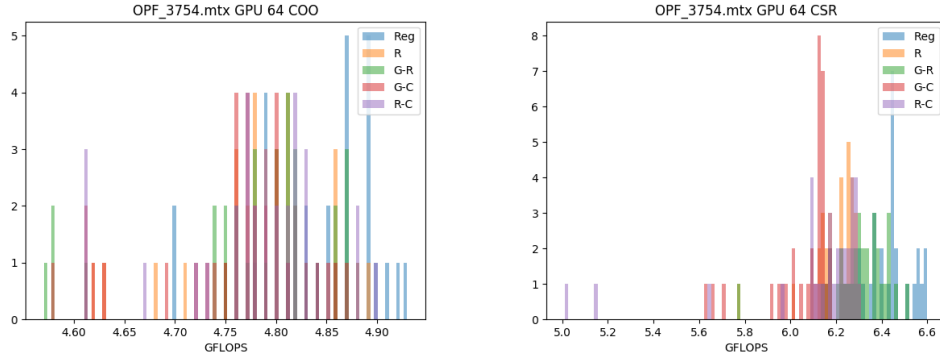 OPF_3754.mtx GPU 64 COO
5
4
3
2
1
0
Reg
R
G-R
G-C
R-C
4.60 4.65 4.70 4.75 4.80 4.85 4.90
GFLOPS
OPF_3754.mtx GPU 64 CSR
8
7
6
5
4
3
2
1
0
Reg
R
G-R
G-C
R-C
5.0 5.2 5.4 5.6 5.8 6.0 6.2 6.4 6.6
GFLOPS